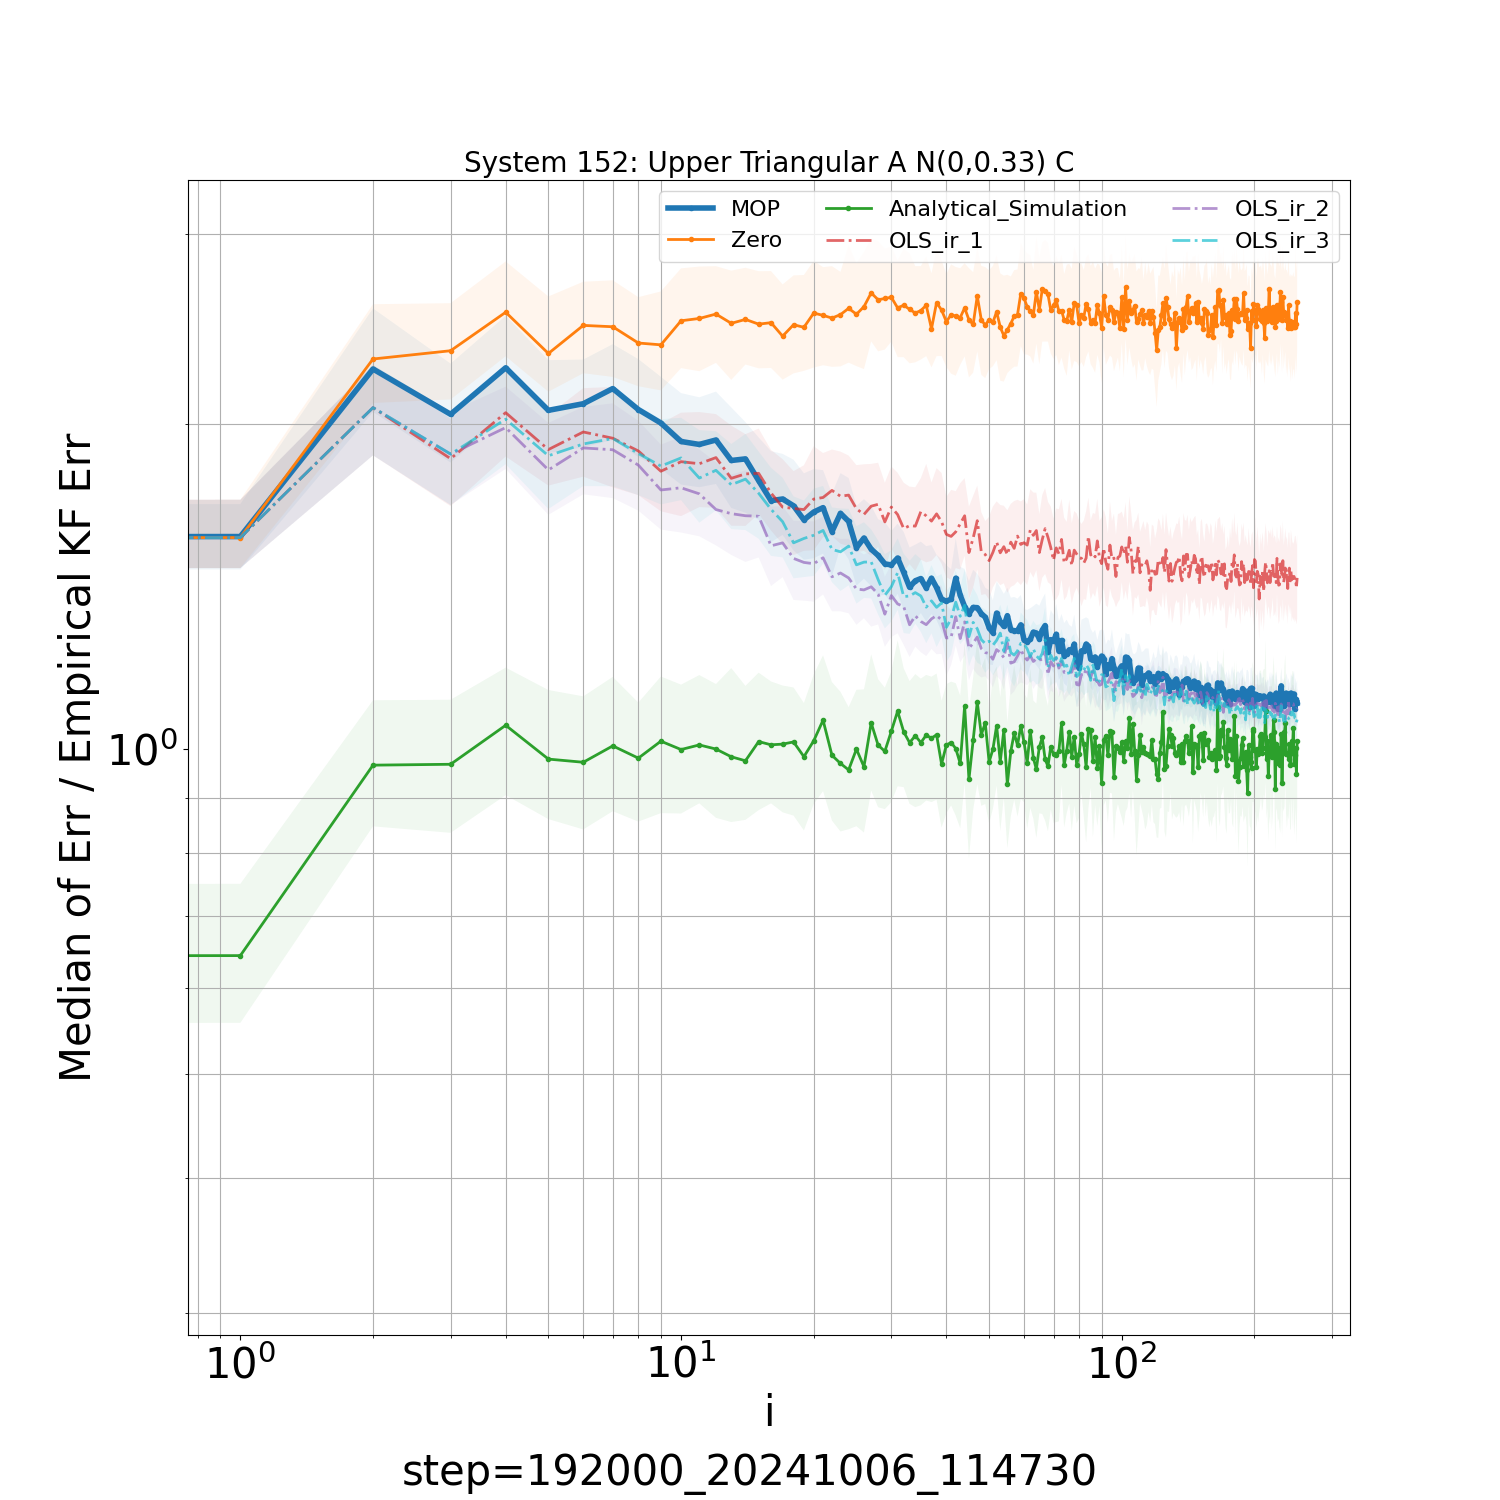 System 152: Upper Triangular A N(0,0.33) C
MOP
Zero
Analytical_Simulation
OLS_ir_1
OLS_ir_2
OLS_ir_3
Median of Err / Empirical KF Err
10⁰
10⁰ 10¹ 10²
i
step=192000_20241006_114730